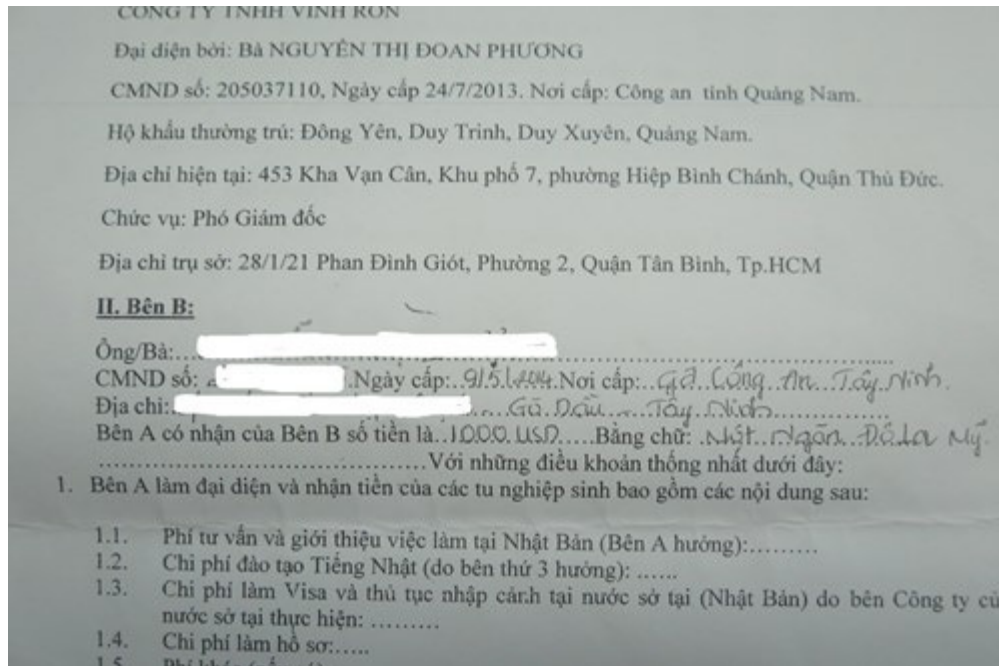 CÔNG TY TNHH VINH RON
Đại diện bởi: Bà NGUYỄN THỊ ĐOAN PHƯƠNG
CMND số: 205037110, Ngày cấp 24/7/2013. Nơi cấp: Công an tỉnh Quảng Nam.
Hộ khẩu thường trú: Đông Yên, Duy Trinh, Duy Xuyên, Quảng Nam.
Địa chỉ hiện tại: 453 Kha Vạn Cân, Khu phố 7, phường Hiệp Bình Chánh, Quận Thủ Đức.
Chức vụ: Phó Giám đốc
Địa chỉ trụ sở: 28/1/21 Phan Đình Giót, Phường 2, Quận Tân Bình, Tp.HCM
II. Bên B:
Ông/Bà:
CMND số: Ngày cấp: 9/5/ Nơi cấp: Công An Tây Ninh
Địa chỉ: Gò Dầu Tây Ninh
Bên A có nhận của Bên B số tiền là..1000 USD.....Bằng chữ: Một Ngàn Đô la Mỹ
Với những điều khoản thống nhất dưới đây:
1. Bên A làm đại diện và nhận tiền của các tu nghiệp sinh bao gồm các nội dung sau:
1.1. Phí tư vấn và giới thiệu việc làm tại Nhật Bản (Bên A hưởng):.........
1.2. Chi phí đào tạo Tiếng Nhật (do bên thứ 3 hưởng): ......
1.3. Chi phí làm Visa và thủ tục nhập cảnh tại nước sở tại (Nhật Bản) do bên Công ty
nước sở tại thực hiện: .........
1.4. Chi phí làm hồ sơ:.....
1.5